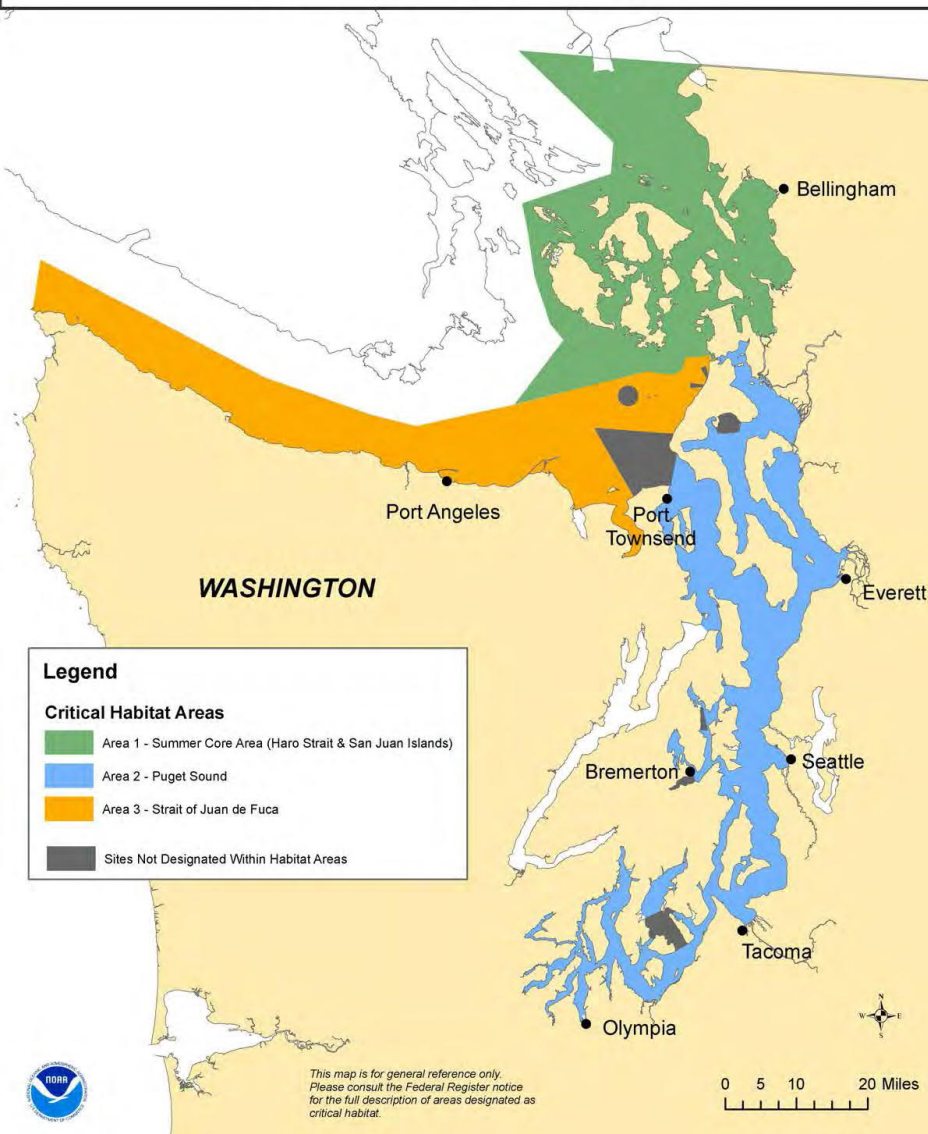 Bellingham
Port Angeles
Port
Townsend
WASHINGTON
Everett
Legend
Critical Habitat Areas
Area 1 - Summer Core Area (Haro Strait & San Juan Islands)
Area 2 - Puget Sound
Area 3 - Strait of Juan de Fuca
Sites Not Designated Within Habitat Areas
Bremerton
Seattle
Tacoma
Olympia
N
W E
S
NOAA
This map is for general reference only.
Please consult the Federal Register notice
for the full description of areas designated as
critical habitat.
0 5 10 20 Miles